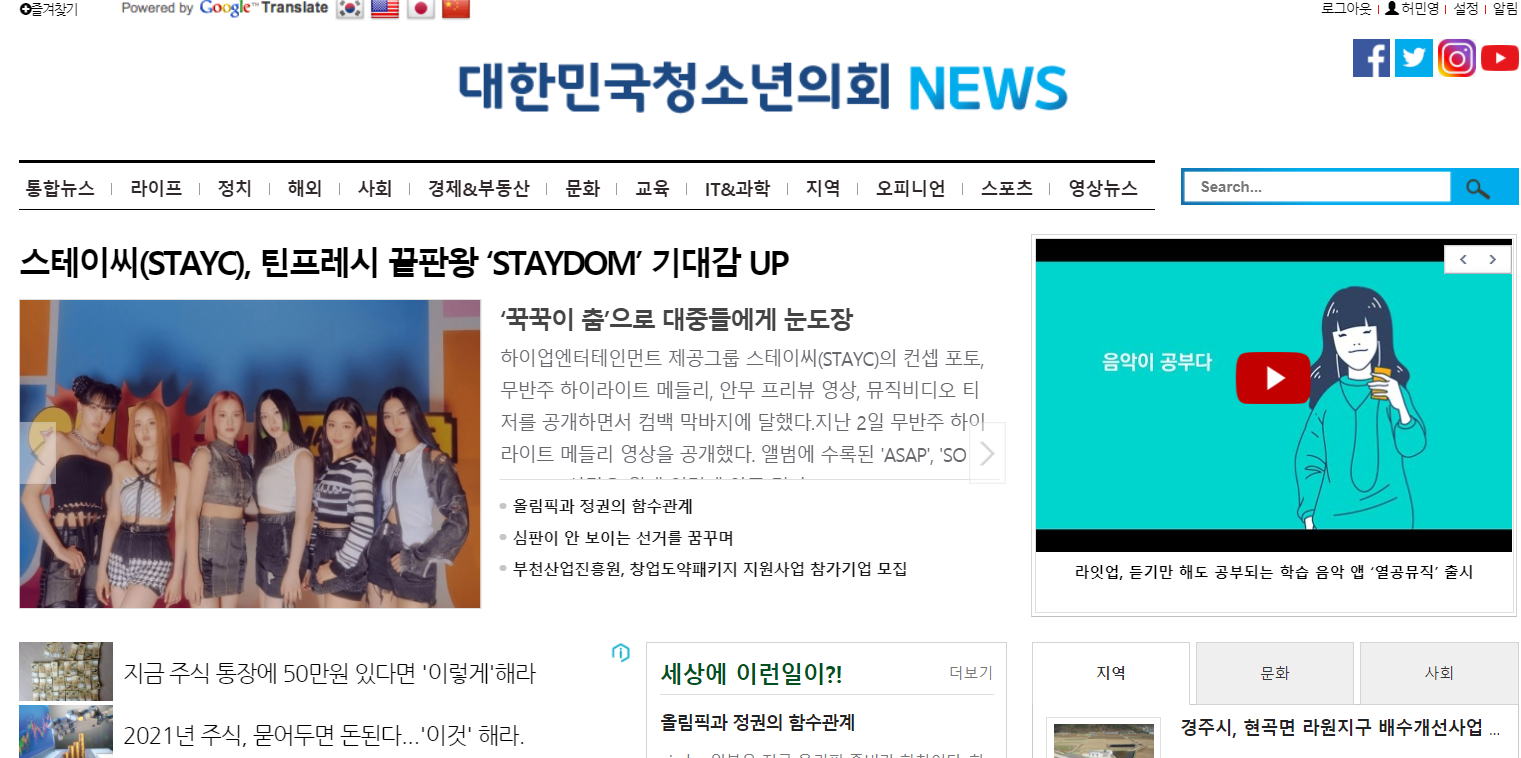 즐겨찾기
Powered by Google™ Translate
로그아웃 허민영 설정 알림
대한민국청소년의회 NEWS
통합뉴스 라이프 정치 해외 사회 경제&부동산 문화 교육 IT&과학 지역 오피니언 스포츠 영상뉴스
Search...
스테이씨(STAYC), 틴프레시 끝판왕 ‘STAYDOM’ 기대감 UP
‘꾹꾹이 춤’으로 대중들에게 눈도장
하이업엔터테인먼트 제공그룹 스테이씨(STAYC)의 컨셉 포토,
무반주 하이라이트 메들리, 안무 프리뷰 영상, 뮤직비디오 티
저를 공개하면서 컴백 막바지에 달했다.지난 2일 무반주 하이
라이트 메들리 영상을 공개했다. 앨범에 수록된 'ASAP', 'SO
올림픽과 정권의 함수관계
심판이 안 보이는 선거를 꿈꾸며
부천산업진흥원, 창업도약패키지 지원사업 참가기업 모집
음악이 공부다
라잇업, 듣기만 해도 공부되는 학습 음악 앱 ‘열공뮤직’ 출시
지금 주식 통장에 50만원 있다면 '이렇게'해라
2021년 주식, 묻어두면 돈된다...'이것' 해라.
세상에 이런일이?! 더보기
올림픽과 정권의 함수관계
지역 문화 사회
경주시, 현곡면 라원지구 배수개선사업 ...